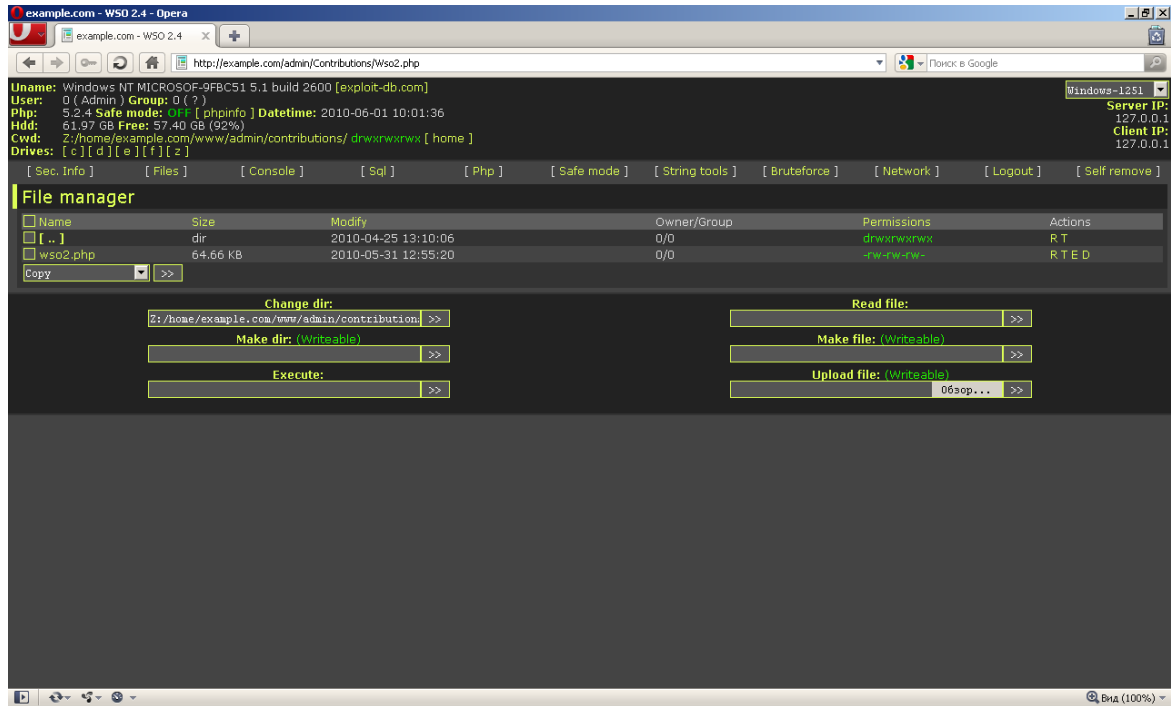 example.com - WSO 2.4 - Opera
example.com - WSO 2.4
http://example.com/admin/Contributions/Wso2.php
Поиск в Google
Uname: Windows NT MICROSOF-9FBC51 5.1 build 2600 [exploit-db.com]
Windows-1251
User: 0 ( Admin ) Group: 0 ( ? )
Server IP:
Php: 5.2.4 Safe mode: OFF [ phpinfo ] Datetime: 2010-06-01 10:01:36
127.0.0.1
Hdd: 61.97 GB Free: 57.40 GB (92%)
Client IP:
Cwd: Z:/home/example.com/www/admin/contributions/ drwxrwxrwx [ home ]
127.0.0.1
Drives: [ c ] [ d ] [ e ] [ f ] [ z ]
[ Sec. Info ] [ Files ] [ Console ] [ Sql ] [ Php ] [ Safe mode ] [ String tools ] [ Bruteforce ] [ Network ] [ Logout ] [ Self remove ]
File manager
Name Size Modify Owner/Group Permissions Actions
[ .. ] dir 2010-04-25 13:10:06 0/0 drwxrwxrwx R T
wso2.php 64.66 KB 2010-05-31 12:55:20 0/0 -rw-rw-rw- R T E D
Copy >>
Change dir: Read file:
Z:/home/example.com/www/admin/contributions >> >>
Make dir: (Writeable) Make file: (Writeable)
>> >>
Execute: Upload file: (Writeable)
>> Обзор... >>
Вид (100%)